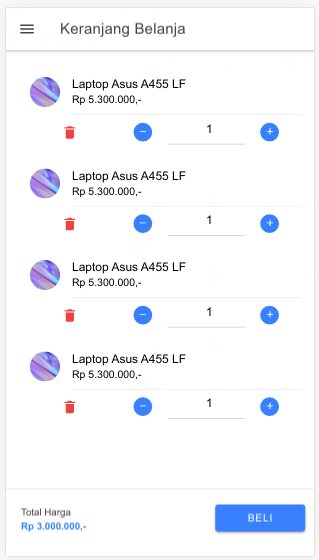 Keranjang Belanja
Laptop Asus A455 LF
Rp 5.300.000,-
1
Laptop Asus A455 LF
Rp 5.300.000,-
1
Laptop Asus A455 LF
Rp 5.300.000,-
1
Laptop Asus A455 LF
Rp 5.300.000,-
1
Total Harga
Rp 3.000.000,-
BELI